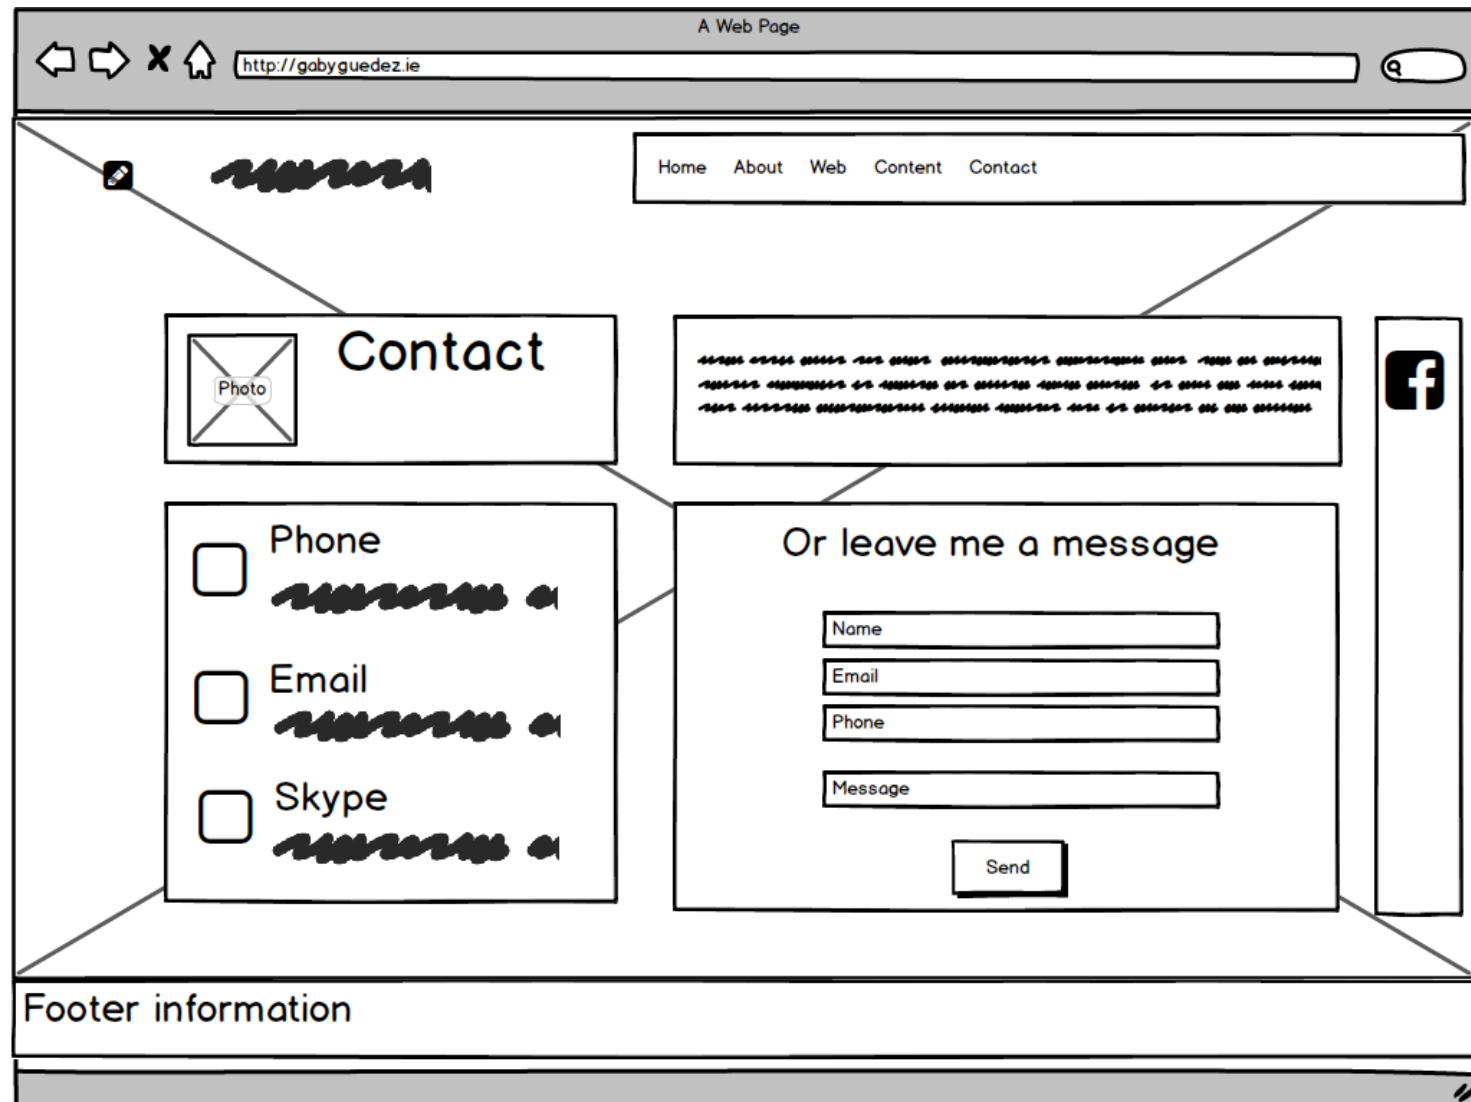 A Web Page
http://gabyguedez.ie
Home About Web Content Contact
Photo
Contact
Phone
Email
Skype
Or leave me a message
Name
Email
Phone
Message
Send
Footer information